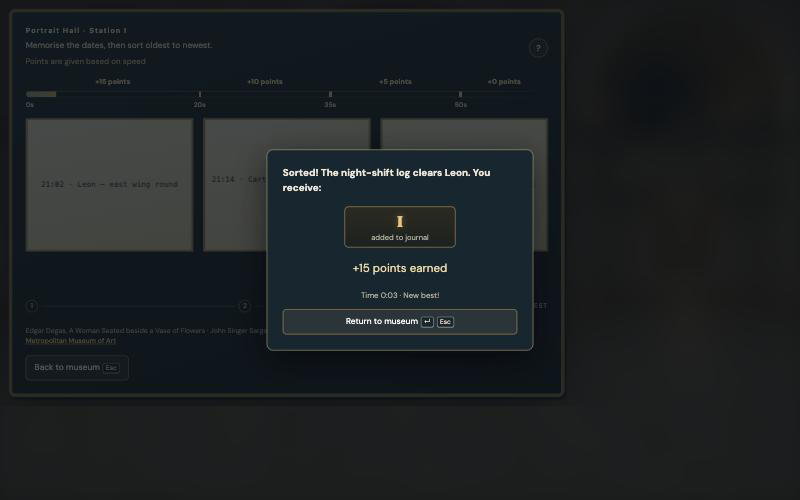 Portrait Hall · Station I
Memorise the dates, then sort oldest to newest.
Points are given based on speed
?
+15 points
+10 points
+5 points
+0 points
0s
20s
35s
50s
21:02 · Leon — east wing round
21:14 · Cart
Sorted! The night-shift log clears Leon. You
receive:
I
added to journal
+15 points earned
Time 0:03 · New best!
Return to museum ↵ Esc
1
2
EST
Edgar Degas, A Woman Seated beside a Vase of Flowers · John Singer Sarge
Metropolitan Museum of Art
Back to museum Esc